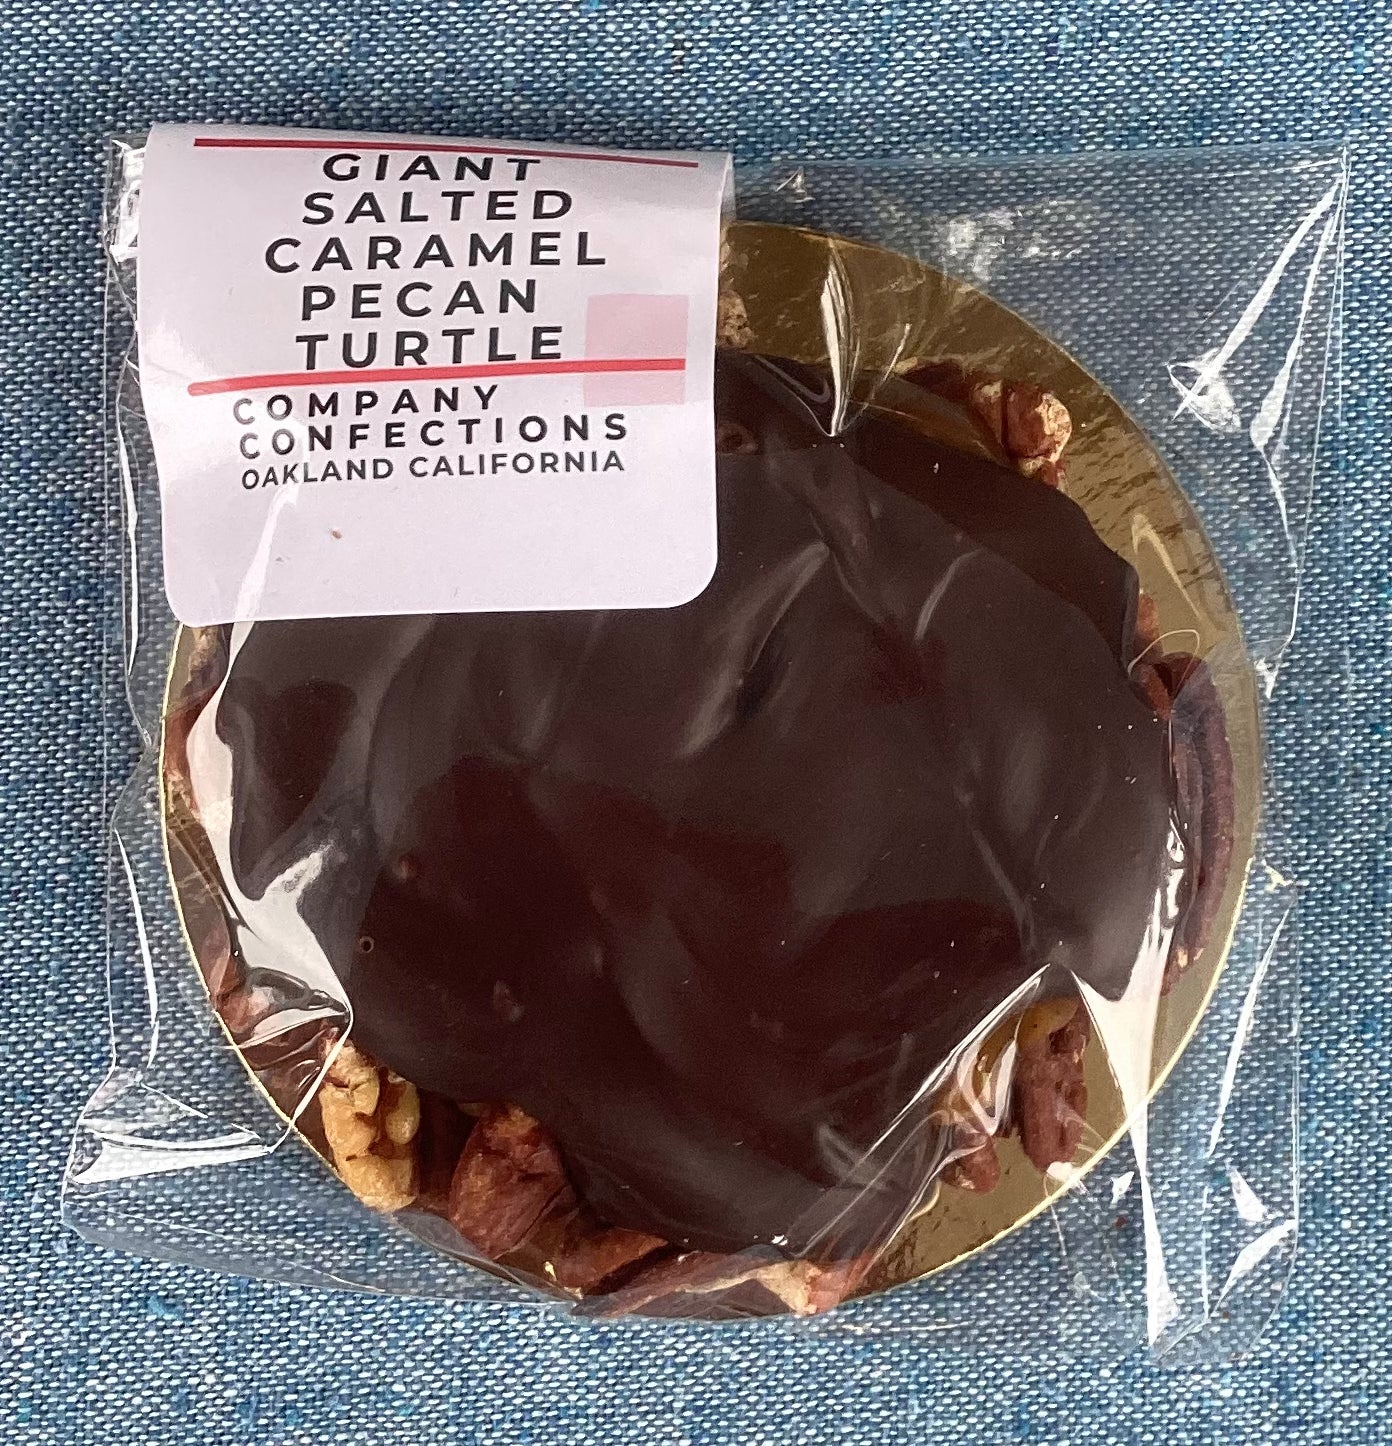 GIANT
SALTED
CARAMEL
PECAN
TURTLE
COMPANY
CONFECTIONS
OAKLAND CALIFORNIA